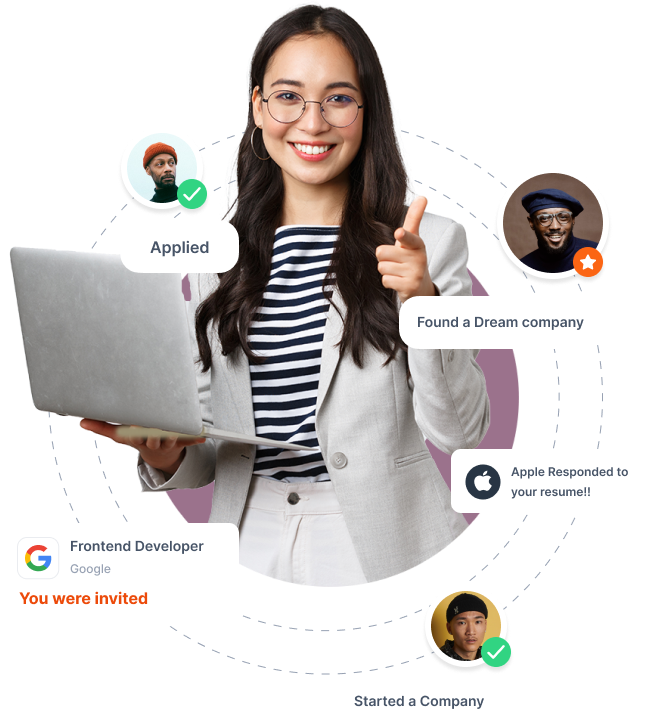 Applied
Found a Dream company
Apple Responded to
your resume!!
Frontend Developer
Google
You were invited
Started a Company